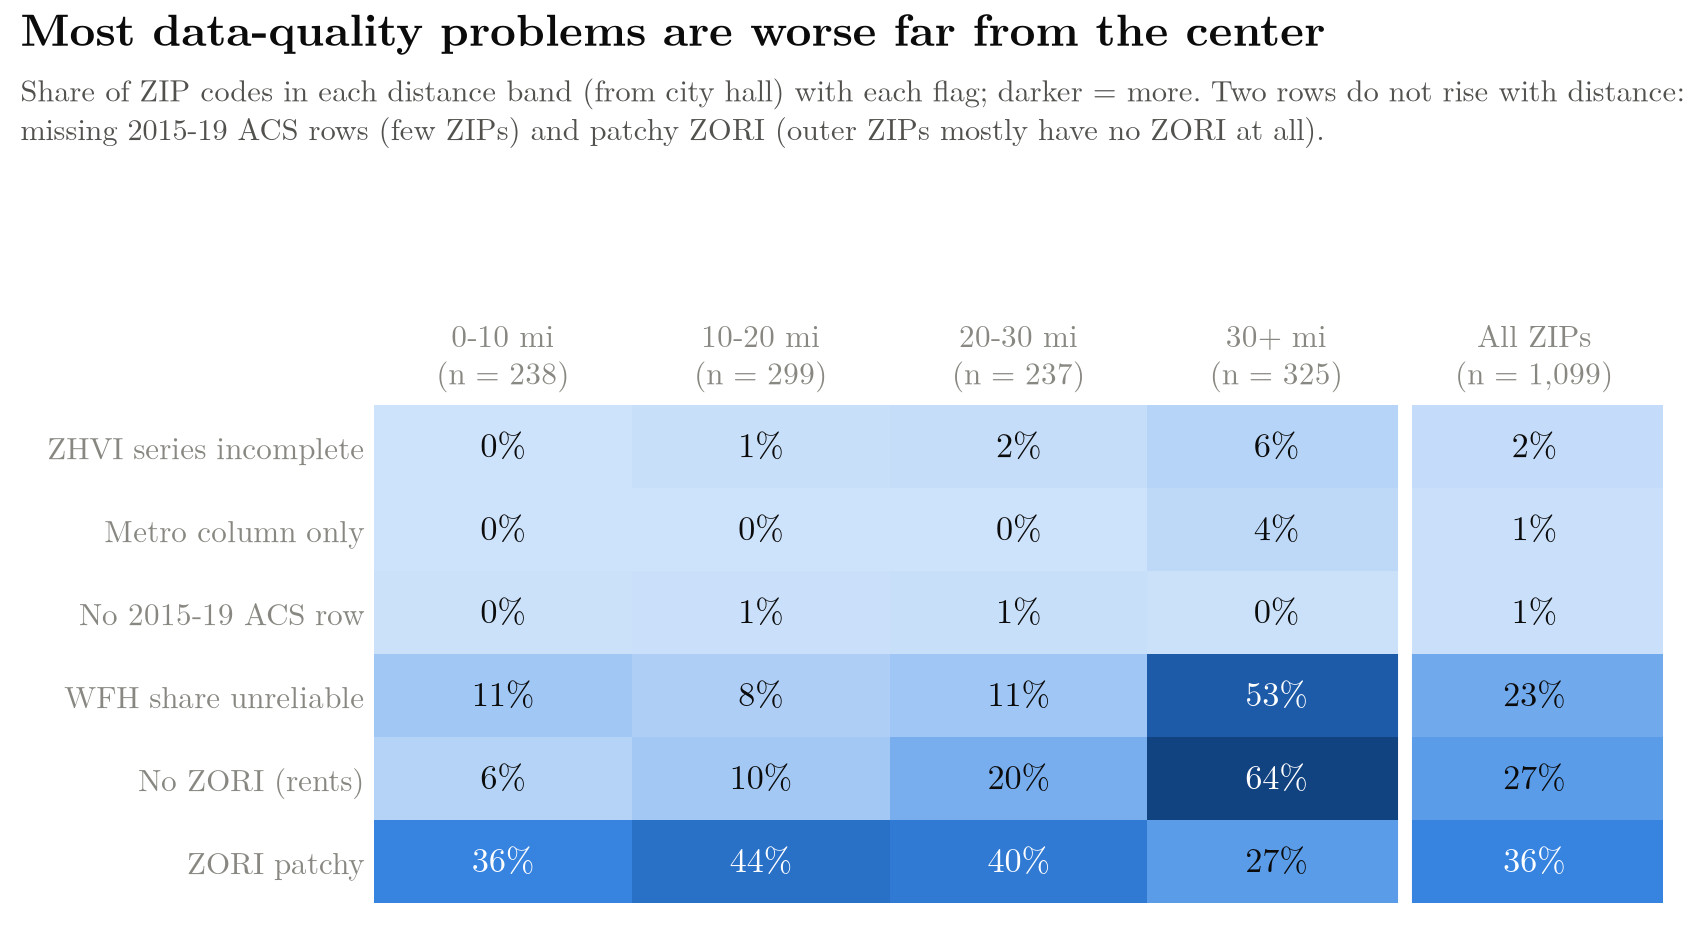 Most data-quality problems are worse far from the center
Share of ZIP codes in each distance band (from city hall) with each flag; darker = more. Two rows do not rise with distance:
missing 2015-19 ACS rows (few ZIPs) and patchy ZORI (outer ZIPs mostly have no ZORI at all).
0-10 mi 10-20 mi 20-30 mi 30+ mi All ZIPs
(n = 238) (n = 299) (n = 237) (n = 325) (n = 1,099)
ZHVI series incomplete 0% 1% 2% 6% 2%
Metro column only 0% 0% 0% 4% 1%
No 2015-19 ACS row 0% 1% 1% 0% 1%
WFH share unreliable 11% 8% 11% 53% 23%
No ZORI (rents) 6% 10% 20% 64% 27%
ZORI patchy 36% 44% 40% 27% 36%